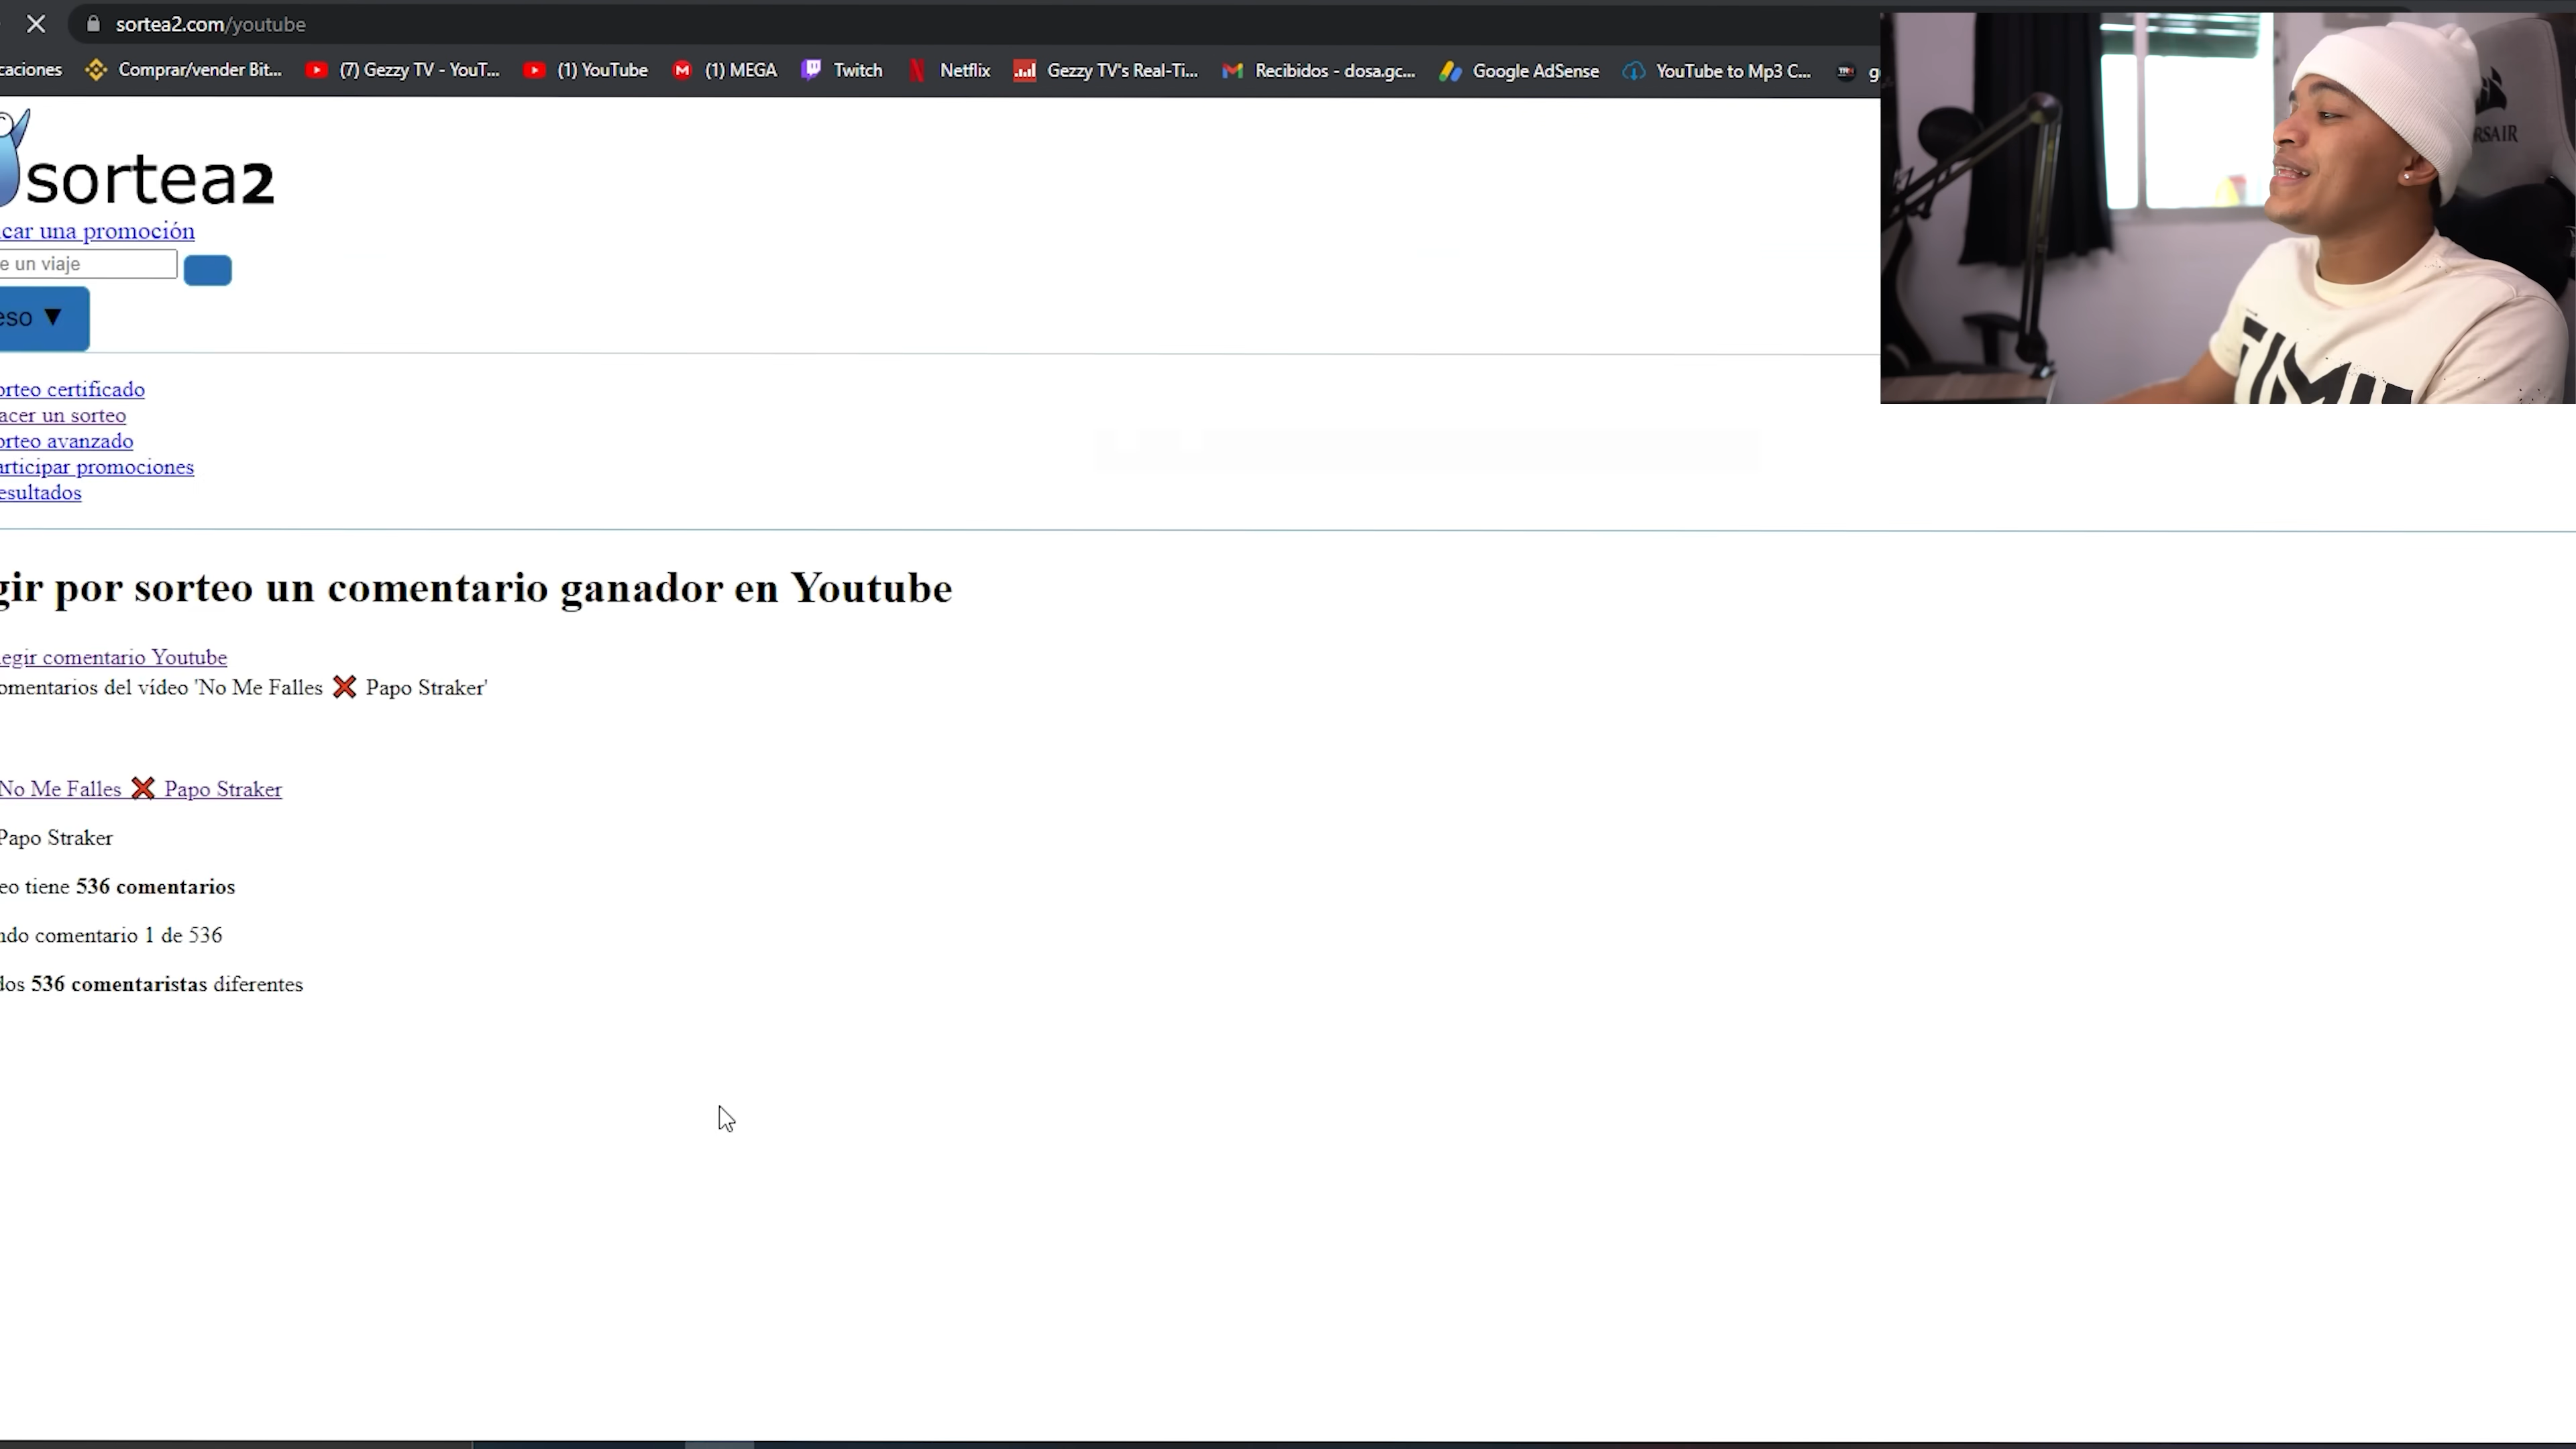 sortea2.com/youtube
caciones Comprar/vender Bit... (7) Gezzy TV - YouT... (1) YouTube (1) MEGA Twitch Netflix Gezzy TV's Real-Ti... Recibidos - dosa.gc... Google AdSense YouTube to Mp3 C... g
sortea2
car una promoción
e un viaje
eso ▼
orteo certificado
acer un sorteo
orteo avanzado
articipar promociones
esultados
gir por sorteo un comentario ganador en Youtube
legir comentario Youtube
omentarios del vídeo 'No Me Falles ❌ Papo Straker'
No Me Falles ❌ Papo Straker
Papo Straker
eo tiene 536 comentarios
ndo comentario 1 de 536
dos 536 comentaristas diferentes
RSAIR